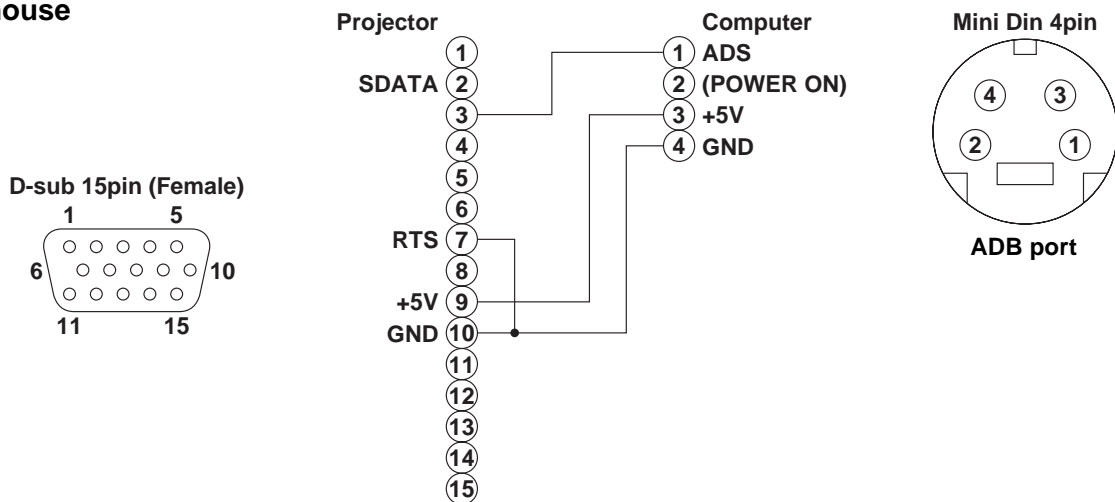 Projector
Computer
Mini Din 4pin
1
SDATA 2
3
4
5
6
RTS 7
8
+5V 9
GND 10
11
12
13
14
15
1 ADS
2 (POWER ON)
3 +5V
4 GND
4 3
2 1
ADB port
D-sub 15pin (Female)
1 5
6 10
11 15